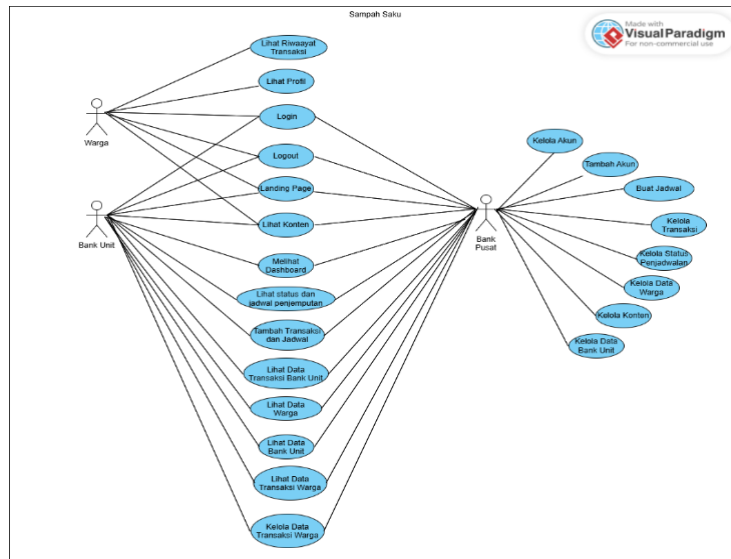 Sampah Saku
Made with
VisualParadigm
For non-commercial use
Lihat Riwaayat
Transaksi
Lihat Profil
Login
Logout
Landing Page
Lihat Konten
Melihat
Dashboard
Lihat status dan
jadwal penjemputan
Tambah Transaksi
dan Jadwal
Lihat Data
Transaksi Bank Unit
Lihat Data
Warga
Lihat Data
Bank Unit
Lihat Data
Transaksi Warga
Kelola Data
Transaksi Warga
Warga
Bank Unit
Bank
Pusat
Kelola Akun
Tambah Akun
Buat Jadwal
Kelola
Transaksi
Kelola Status
Penjadwalan
Kelola Data
Warga
Kelola Konten
Kelola Data
Bank Unit